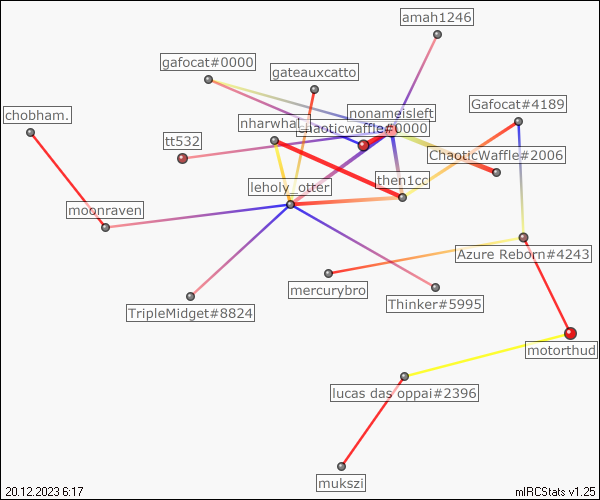 amah1246
gafocat#0000
gateauxcatto
chobham.
nonameisleft
Gafocat#4189
nharwhal_
Chaoticwaffle#0000
tt532
ChaoticWaffle#2006
leholy_otter
then1cc
moonraven
Azure Reborn#4243
mercurybro
Thinker#5995
TripleMidget#8824
motorthud
lucas das oppai#2396
mukszi
20.12.2023 6:17
mIRCStats v1.25